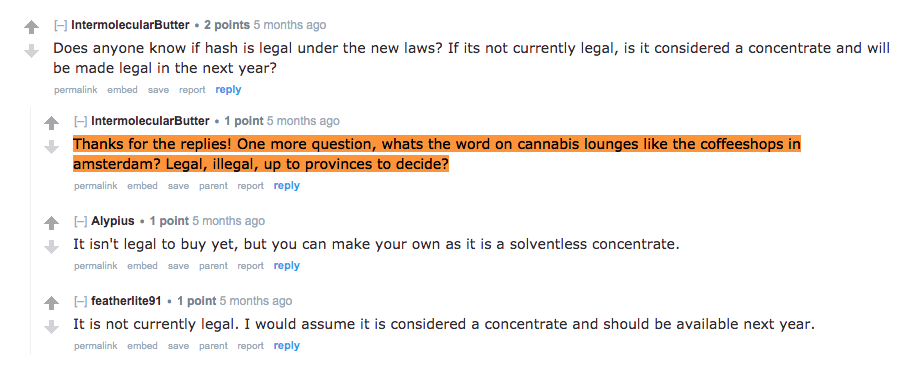 [–] IntermolecularButter • 2 points 5 months ago
Does anyone know if hash is legal under the new laws? If its not currently legal, is it considered a concentrate and will
be made legal in the next year?
permalink embed save report reply
[–] IntermolecularButter • 1 point 5 months ago
Thanks for the replies! One more question, whats the word on cannabis lounges like the coffeeshops in
amsterdam? Legal, illegal, up to provinces to decide?
permalink embed save parent report reply
[–] Alypius • 1 point 5 months ago
It isn't legal to buy yet, but you can make your own as it is a solventless concentrate.
permalink embed save parent report reply
[–] featherlite91 • 1 point 5 months ago
It is not currently legal. I would assume it is considered a concentrate and should be available next year.
permalink embed save parent report reply